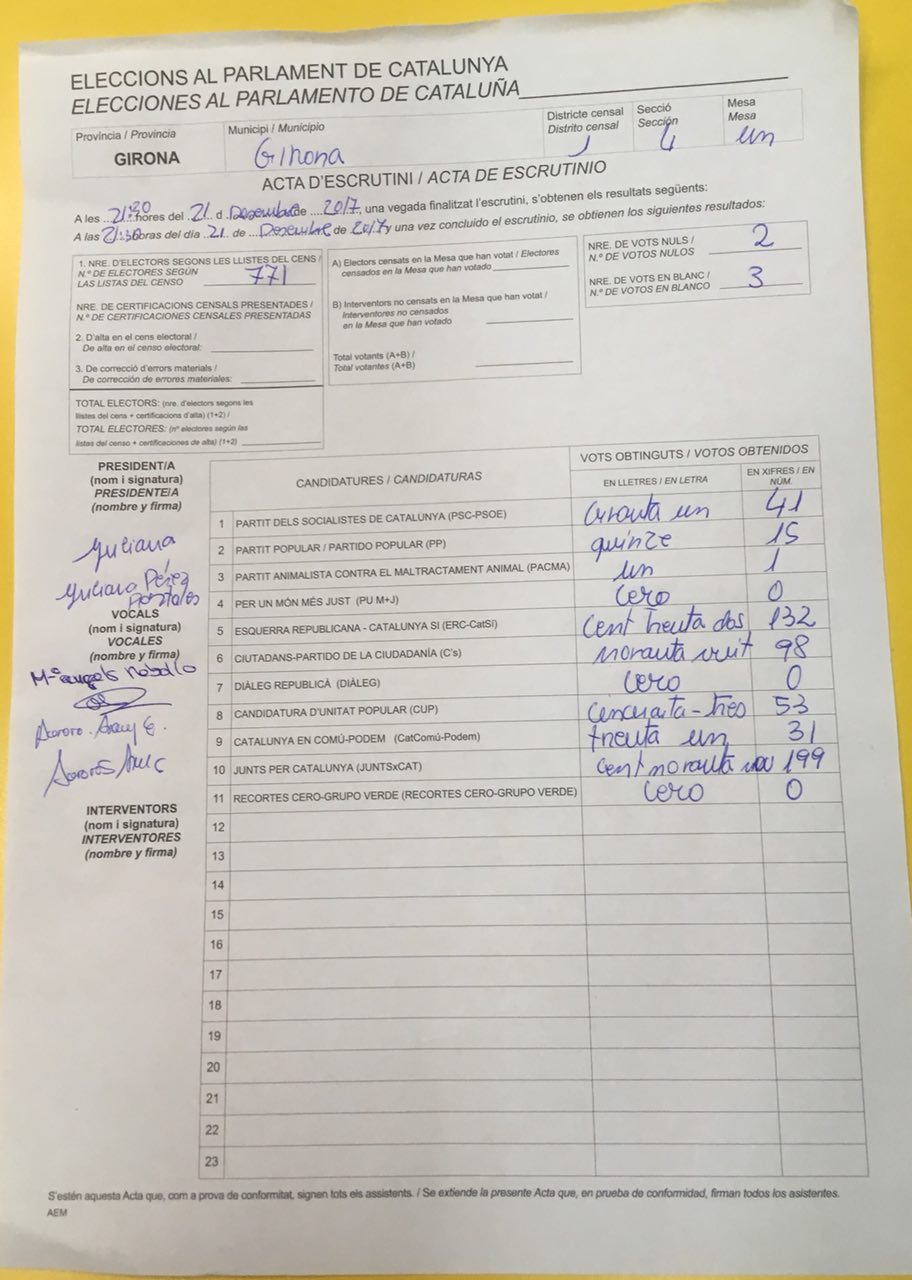 ELECCIONS AL PARLAMENT DE CATALUNYA
ELECCIONES AL PARLAMENTO DE CATALUÑA
Província / Provincia
GIRONA
Municipi / Municipio
Girona
Districte censal
Distrito censal
1
Secció
Sección
4
Mesa
Mesa
un
ACTA D'ESCRUTINI / ACTA DE ESCRUTINIO
A les 21:30 hores del 21 d Desembre de 2017, una vegada finalitzat l'escrutini, s'obtenen els resultats següents:
A las 21:30 horas del día 21 de Desembre de 2017, y una vez concluido el escrutinio, se obtienen los siguientes resultados:
1. NRE. D'ELECTORS SEGONS LES LLISTES DEL CENS /
N.º DE ELECTORES SEGÚN
LAS LISTAS DEL CENSO 771
NRE. DE CERTIFICACIONS CENSALS PRESENTADES /
N.º DE CERTIFICACIONES CENSALES PRESENTADAS
2. D'alta en el cens electoral /
De alta en el censo electoral:
3. De correcció d'errors materials /
De corrección de errores materiales:
TOTAL ELECTORS: (nre. d'electors segons les
llistes del cens + certificacions d'alta) (1+2) /
TOTAL ELECTORES: (nº electores según las
listas del censo + certificaciones de alta) (1+2)
A) Electors censats en la Mesa que han votat / Electores
censados en la Mesa que han votado
B) Interventors no censats en la Mesa que han votat /
Interventores no censados
en la Mesa que han votado
Total votants (A+B) /
Total votantes (A+B)
NRE. DE VOTS NULS /
N.º DE VOTOS NULOS 2
NRE. DE VOTS EN BLANC /
N.º DE VOTOS EN BLANCO 3
PRESIDENT/A
(nom i signatura)
PRESIDENTE/A
(nombre y firma)
Yuliana
Yuliana Pérez
VOCALS
(nom i signatura)
VOCALES
(nombre y firma)
Mª angels
INTERVENTORS
(nom i signatura)
INTERVENTORES
(nombre y firma)
CANDIDATURES / CANDIDATURAS
VOTS OBTINGUTS / VOTOS OBTENIDOS
EN LLETRES / EN LETRA
EN XIFRES / EN NÚM.
1 PARTIT DELS SOCIALISTES DE CATALUNYA (PSC-PSOE) un 41
2 PARTIT POPULAR / PARTIDO POPULAR (PP) quinze 15
3 PARTIT ANIMALISTA CONTRA EL MALTRACTAMENT ANIMAL (PACMA) un 1
4 PER UN MÓN MÉS JUST (PU M+J) cero 0
5 ESQUERRA REPUBLICANA - CATALUNYA SI (ERC-CatSí) cent treuta dos 132
6 CIUTADANS-PARTIDO DE LA CIUDADANÍA (C's) norauta vuit 98
7 DIÀLEG REPUBLICÀ (DIÀLEG) cero 0
8 CANDIDATURA D'UNITAT POPULAR (CUP) cencuaita-tres 53
9 CATALUNYA EN COMÚ-PODEM (CatComú-Podem) treuta un 31
10 JUNTS PER CATALUNYA (JUNTSxCAT) cent norauta nou 199
11 RECORTES CERO-GRUPO VERDE (RECORTES CERO-GRUPO VERDE) cero 0
12
13
14
15
16
17
18
19
20
21
22
23
S'estén aquesta Acta que, com a prova de conformitat, signen tots els assistents. / Se extiende la presente Acta que, en prueba de conformidad, firman todos los asistentes.
AEM